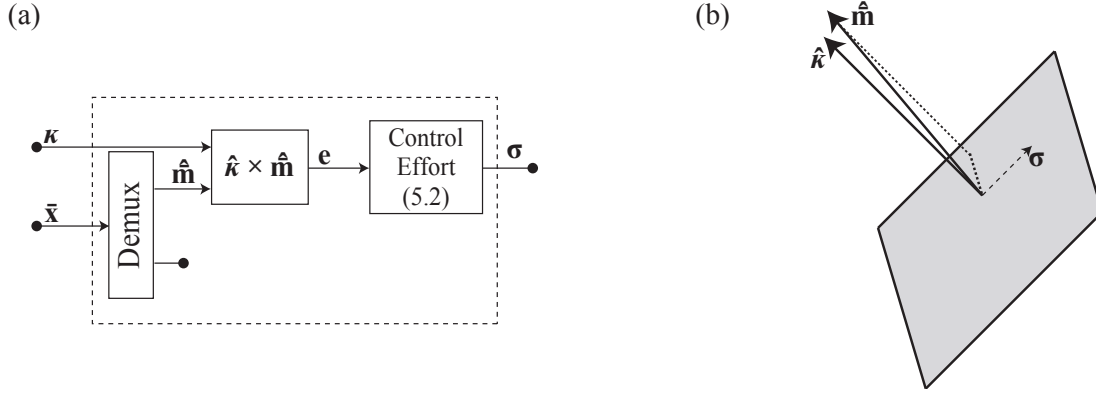 (a)
(b)
κ
x̄
Demux
m̂̄
κ̂ × m̂̄
e
Control
Effort
(5.2)
σ
m̂̄
κ̂
σ